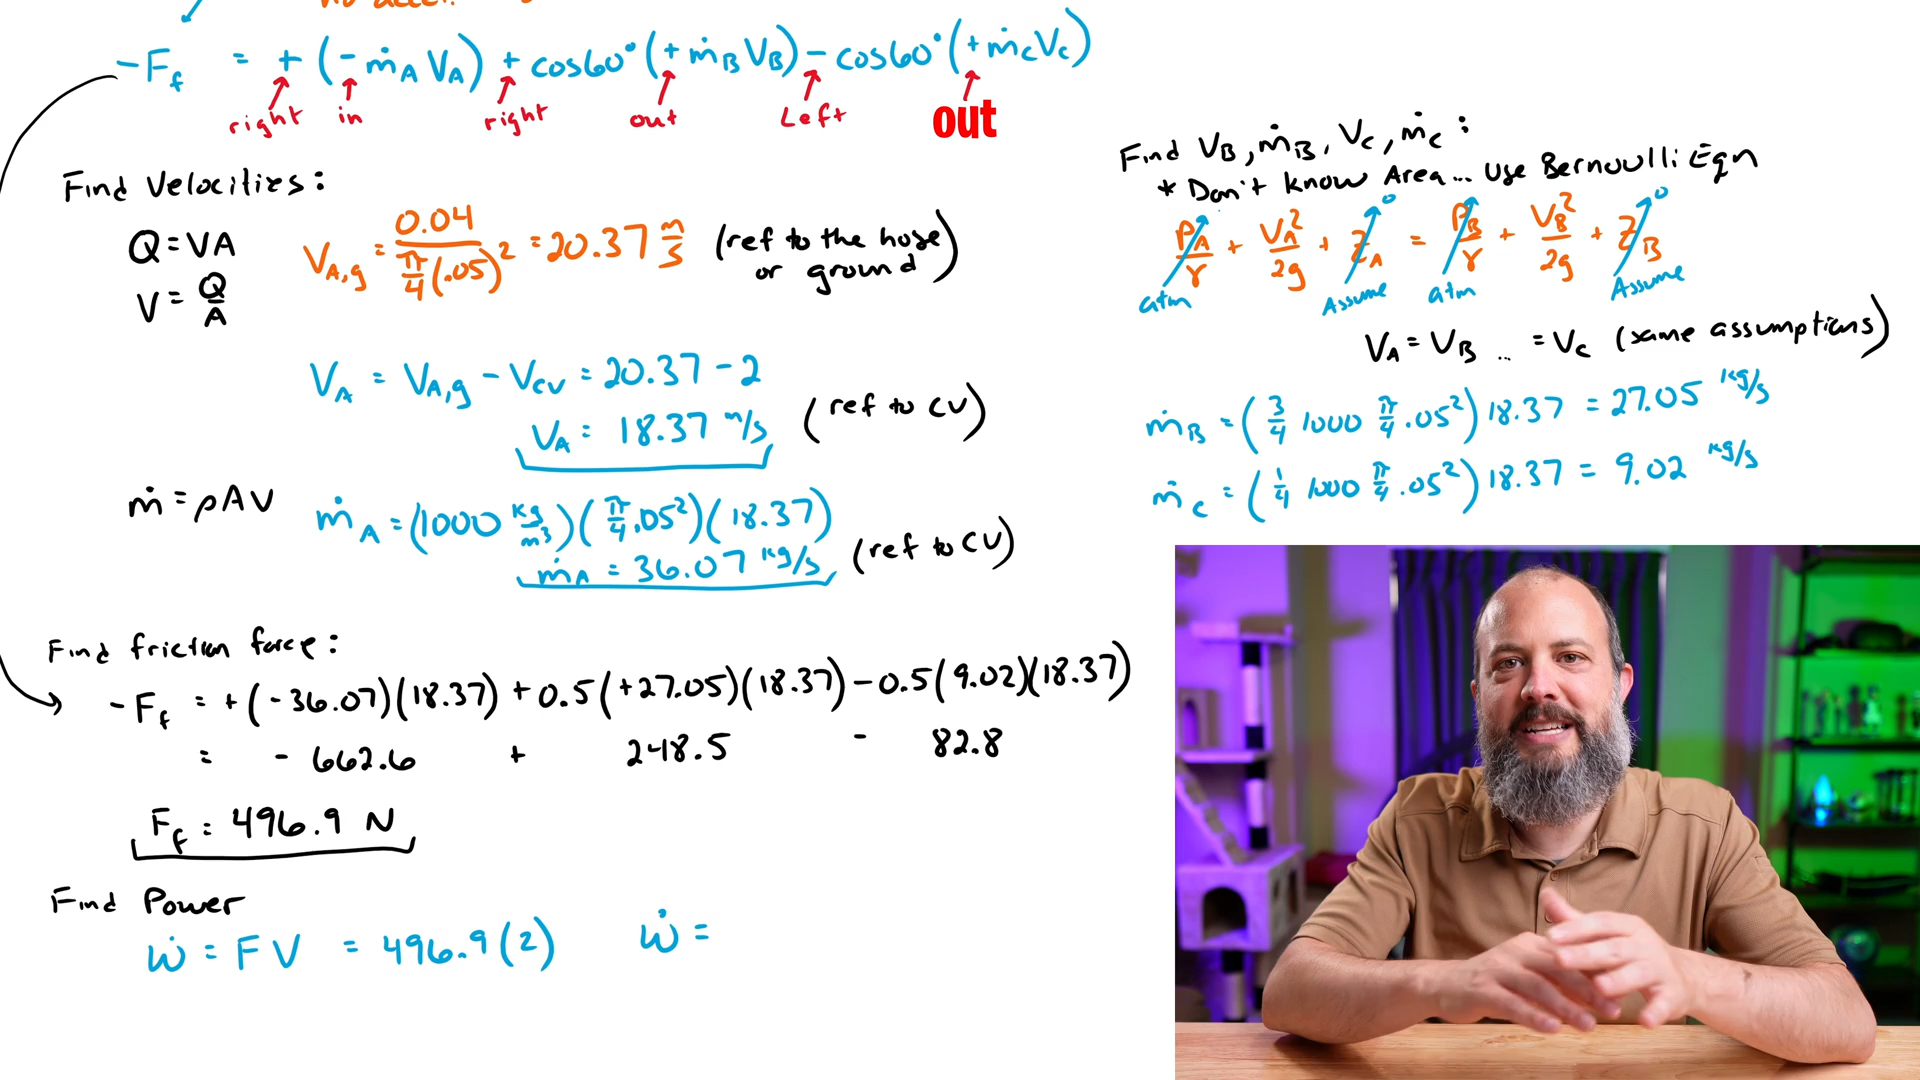 no accel.
-F_f = + (-ṁ_A V_A) + cos60° (+ṁ_B V_B) - cos60° (+ṁ_C V_C)
right in right out Left out
Find Velocities:
Q = VA
V = Q/A
V_A,g = 0.04 / (π/4 (.05)²) = 20.37 m/s (ref to the hose or ground)
V_A = V_A,g - V_CV = 20.37 - 2
V_A = 18.37 m/s (ref to CV)
ṁ = ρAV
ṁ_A = (1000 kg/m³)(π/4 .05²)(18.37)
ṁ_A = 36.07 kg/s (ref to CV)
Find friction force:
-F_f = +(-36.07)(18.37) + 0.5(+27.05)(18.37) - 0.5(9.02)(18.37)
= - 662.6 + 248.5 - 82.8
F_f = 496.9 N
Find Power
ẇ = FV = 496.9(2) ẇ =
Find V_B, ṁ_B, V_C, ṁ_C:
* Don't know Area... use Bernoulli Eqn
P_A/γ + V_A²/2g + Z_A = P_B/γ + V_B²/2g + Z_B
0 0
atm Assume atm Assume
V_A = V_B ... = V_C (same assumptions)
ṁ_B = (3/4 1000 π/4 .05²) 18.37 = 27.05 kg/s
ṁ_C = (1/4 1000 π/4 .05²) 18.37 = 9.02 kg/s